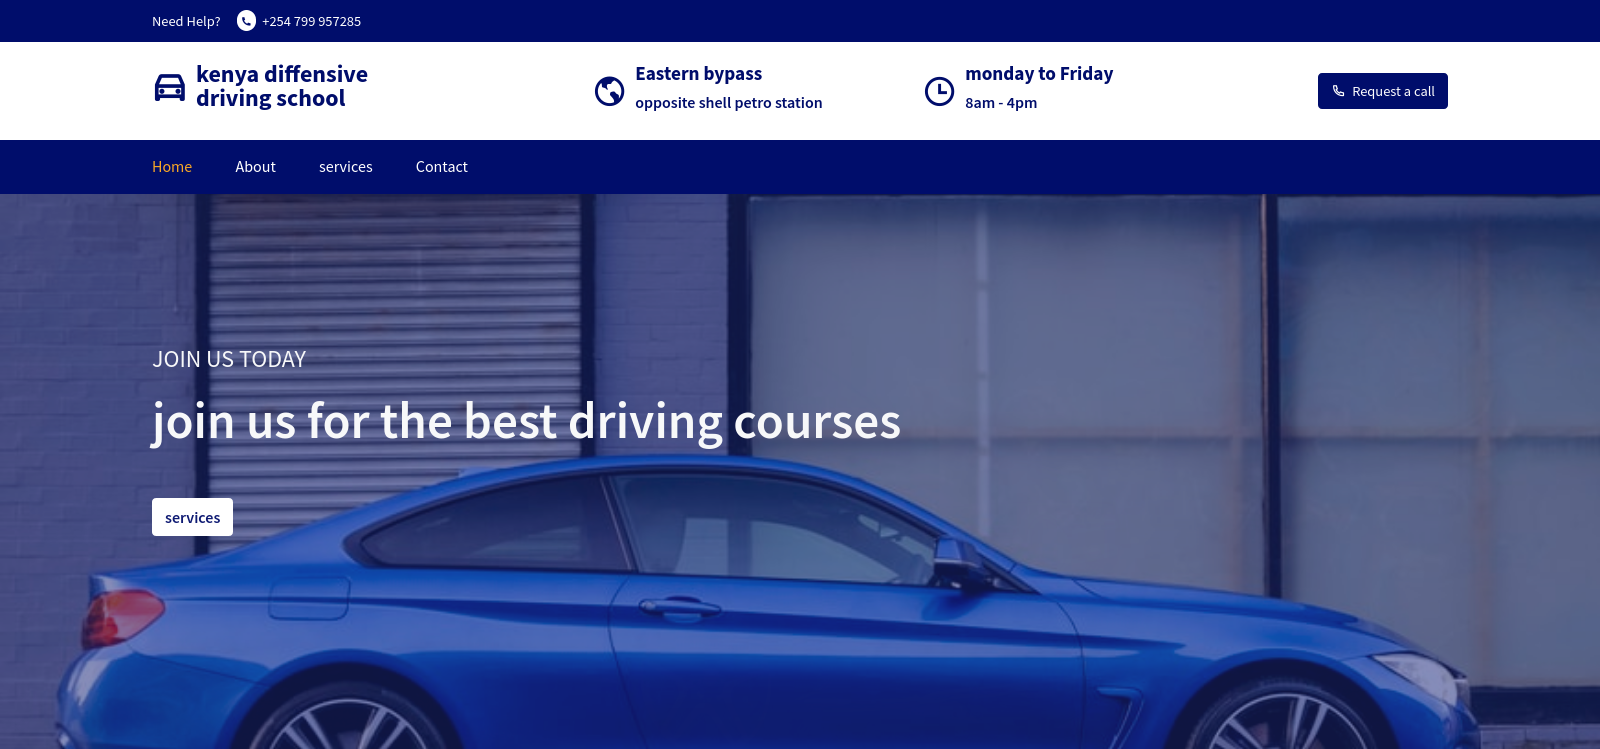 Need Help? +254 799 957285
kenya diffensive
driving school
Eastern bypass
opposite shell petro station
monday to Friday
8am - 4pm
Request a call
Home About services Contact
JOIN US TODAY
join us for the best driving courses
services